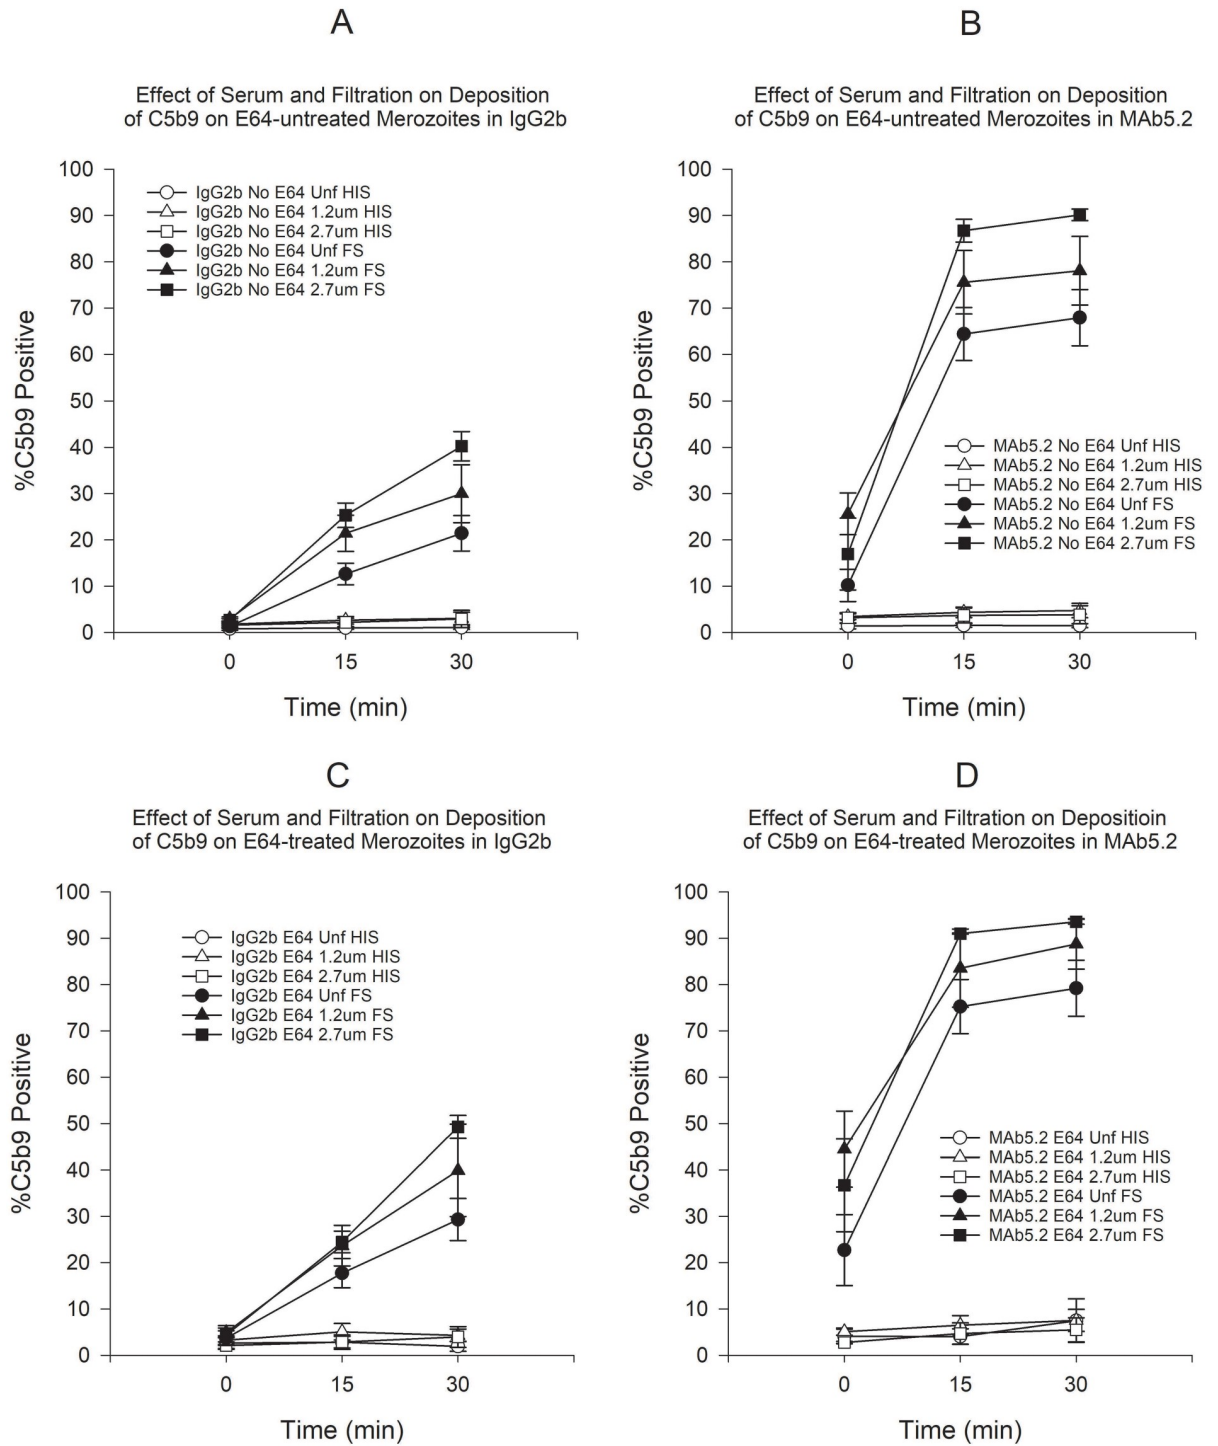 A
Effect of Serum and Filtration on Deposition
of C5b9 on E64-untreated Merozoites in IgG2b
100
90
80
70
60
50
40
30
20
10
0
%C5b9 Positive
IgG2b No E64 Unf HIS
IgG2b No E64 1.2um HIS
IgG2b No E64 2.7um HIS
IgG2b No E64 Unf FS
IgG2b No E64 1.2um FS
IgG2b No E64 2.7um FS
0 15 30
Time (min)
B
Effect of Serum and Filtration on Deposition
of C5b9 on E64-untreated Merozoites in MAb5.2
100
90
80
70
60
50
40
30
20
10
0
%C5b9 Positive
MAb5.2 No E64 Unf HIS
MAb5.2 No E64 1.2um HIS
MAb5.2 No E64 2.7um HIS
MAb5.2 No E64 Unf FS
MAb5.2 No E64 1.2um FS
MAb5.2 No E64 2.7um FS
0 15 30
Time (min)
C
Effect of Serum and Filtration on Deposition
of C5b9 on E64-treated Merozoites in IgG2b
100
90
80
70
60
50
40
30
20
10
0
%C5b9 Positive
IgG2b E64 Unf HIS
IgG2b E64 1.2um HIS
IgG2b E64 2.7um HIS
IgG2b E64 Unf FS
IgG2b E64 1.2um FS
IgG2b E64 2.7um FS
0 15 30
Time (min)
D
Effect of Serum and Filtration on Depositioin
of C5b9 on E64-treated Merozoites in MAb5.2
100
90
80
70
60
50
40
30
20
10
0
%C5b9 Positive
MAb5.2 E64 Unf HIS
MAb5.2 E64 1.2um HIS
MAb5.2 E64 2.7um HIS
MAb5.2 E64 Unf FS
MAb5.2 E64 1.2um FS
MAb5.2 E64 2.7um FS
0 15 30
Time (min)